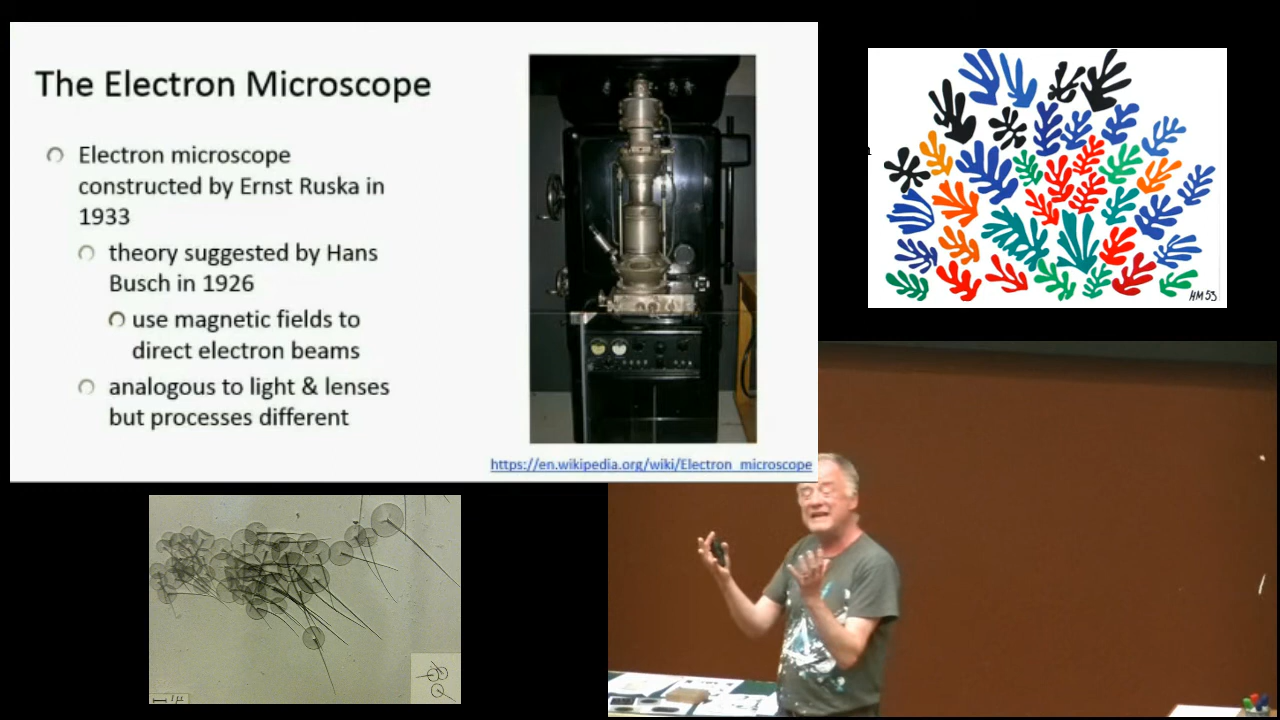 The Electron Microscope
Electron microscope
constructed by Ernst Ruska in
1933
theory suggested by Hans
Busch in 1926
use magnetic fields to
direct electron beams
analogous to light & lenses
but processes different
https://en.wikipedia.org/wiki/Electron_microscope
HM 53
1µ